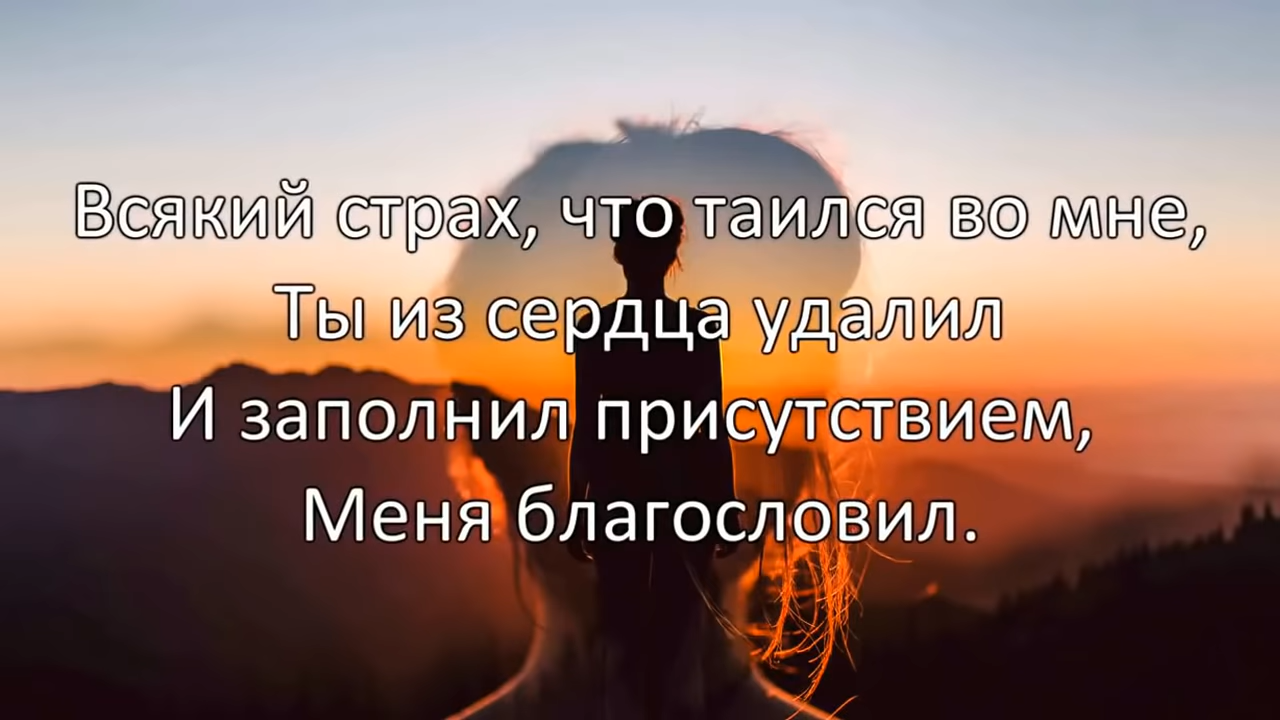 Всякий страх, что таился во мне,
Ты из сердца удалил
И заполнил присутствием,
Меня благословил.